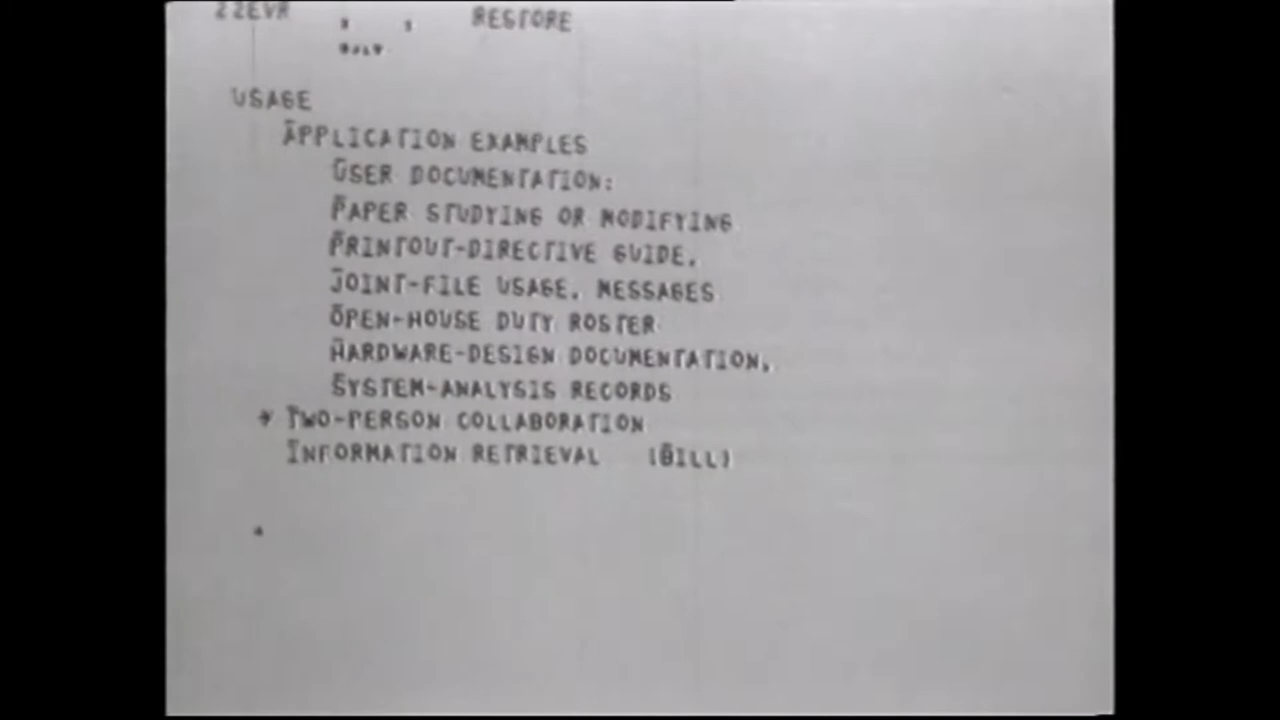 22EVR , , RESTORE
USAGE
APPLICATION EXAMPLES
USER DOCUMENTATION:
PAPER STUDYING OR MODIFYING
PRINTOUT-DIRECTIVE GUIDE,
JOINT-FILE USAGE, MESSAGES
OPEN-HOUSE DUTY ROSTER
HARDWARE-DESIGN DOCUMENTATION,
SYSTEM-ANALYSIS RECORDS
TWO-PERSON COLLABORATION
INFORMATION RETRIEVAL (BILL)